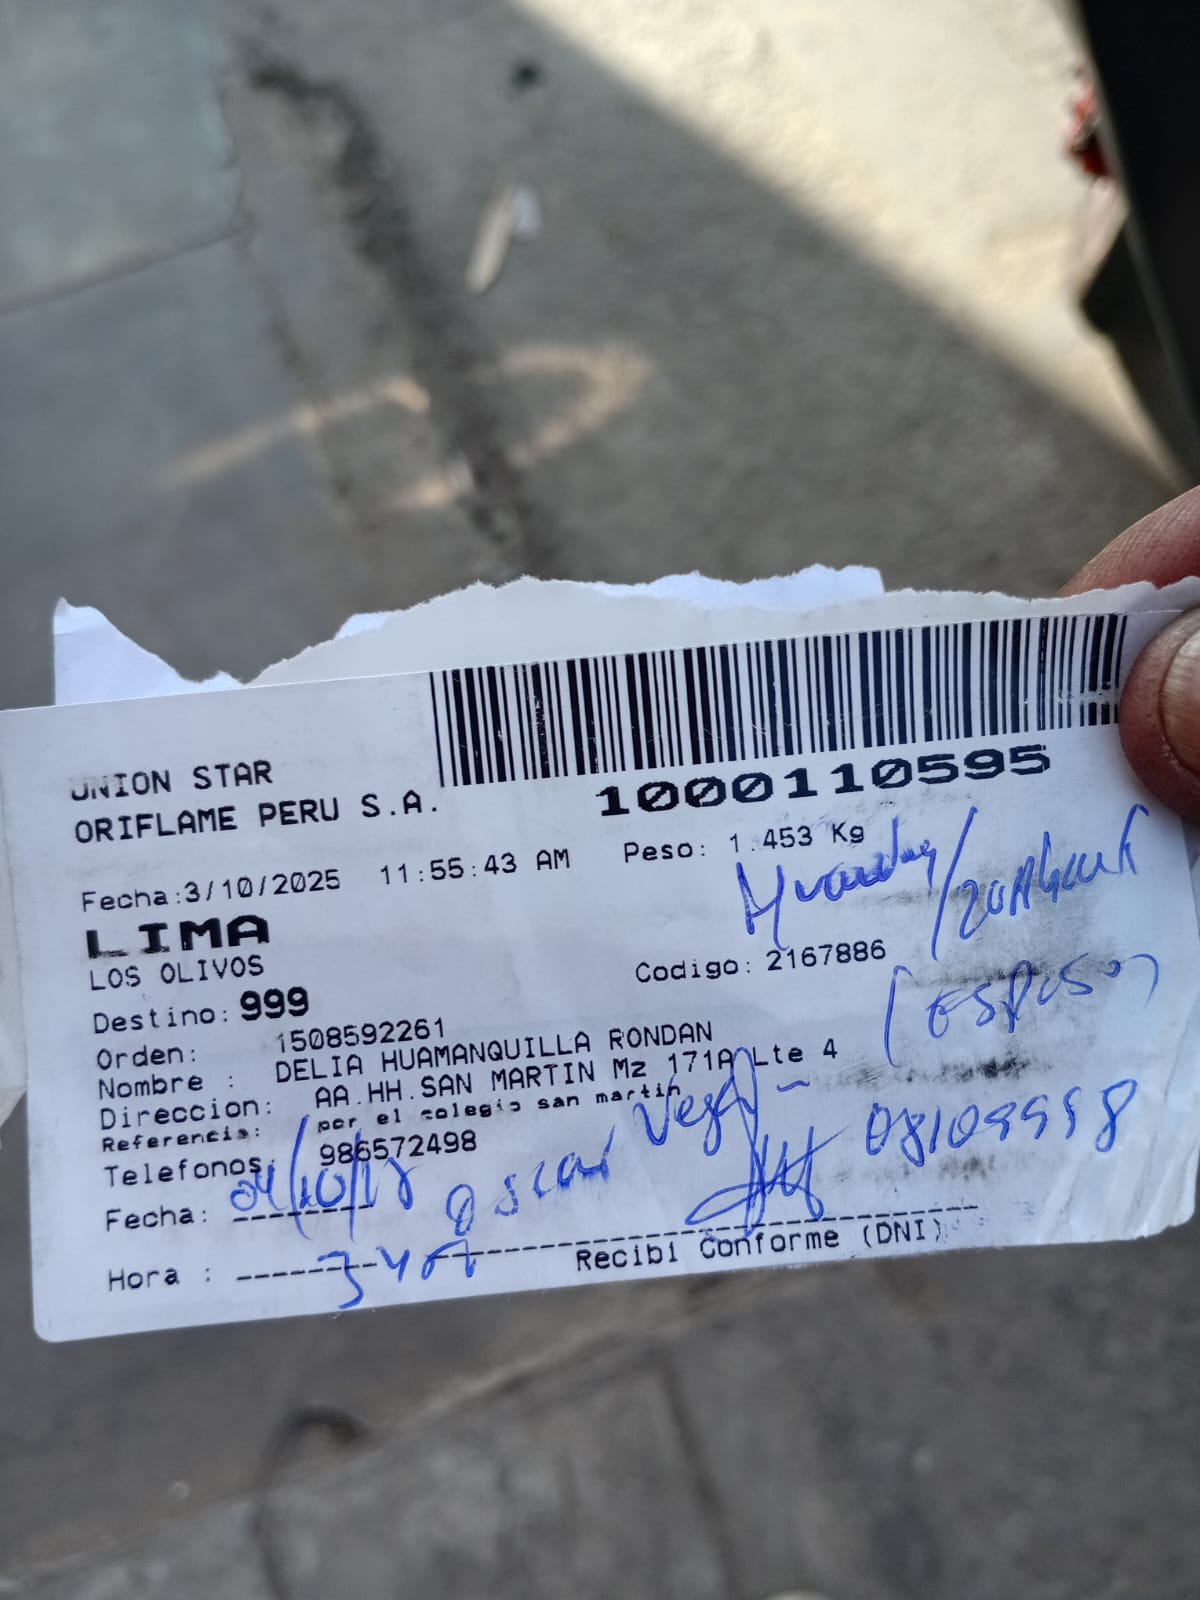 UNION STAR
ORIFLAME PERU S.A.
1000110595
Fecha:3/10/2025 11:55:43 AM Peso: 1.453 Kg
LIMA
LOS OLIVOS
Codigo: 2167886
Destino: 999
(ESPOSO)
Orden: 1508592261
Nombre : DELIA HUAMANQUILLA RONDAN
Direccion: AA.HH.SAN MARTIN Mz 171A Lte 4
Referencia: por el colegio san martin
Telefonos: 986572498
Oscar Vega
Fecha:
Hora :
Recibi Conforme (DNI)